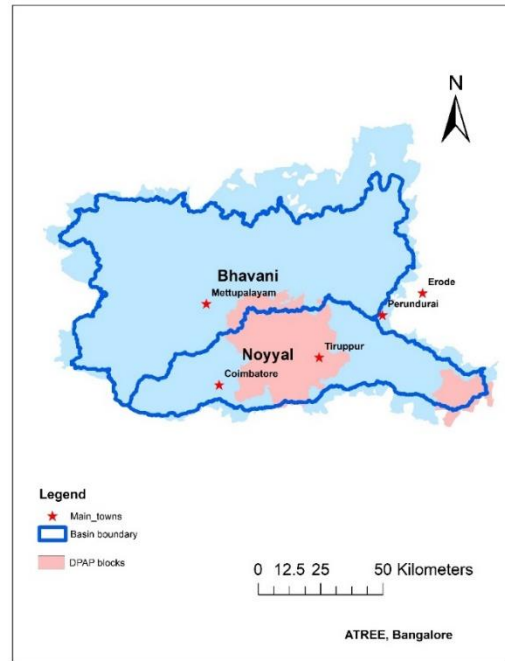 N
Bhavani
Mettupalayam
Erode
Perundurai
Noyyal
Tiruppur
Coimbatore
Legend
Main_towns
Basin boundary
DPAP blocks
0 12.5 25 50 Kilometers
ATREE, Bangalore